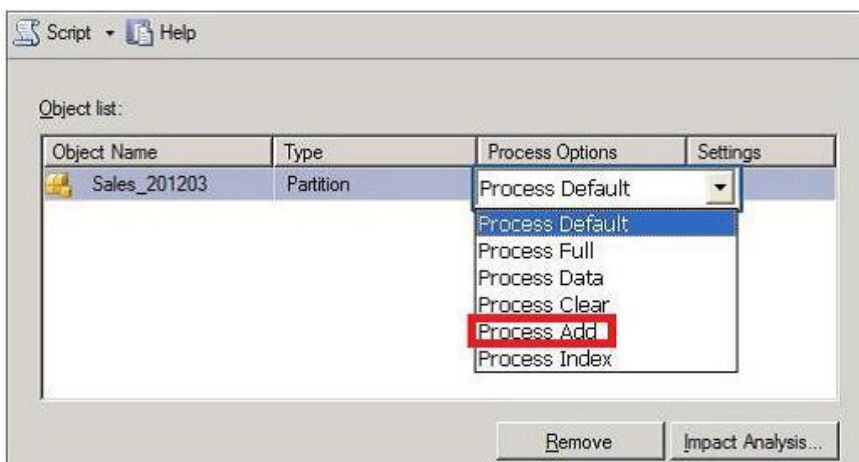 Script Help
Object list:
Object Name Type Process Options Settings
Sales_201203 Partition Process Default
Process Default
Process Full
Process Data
Process Clear
Process Add
Process Index
Remove Impact Analysis...